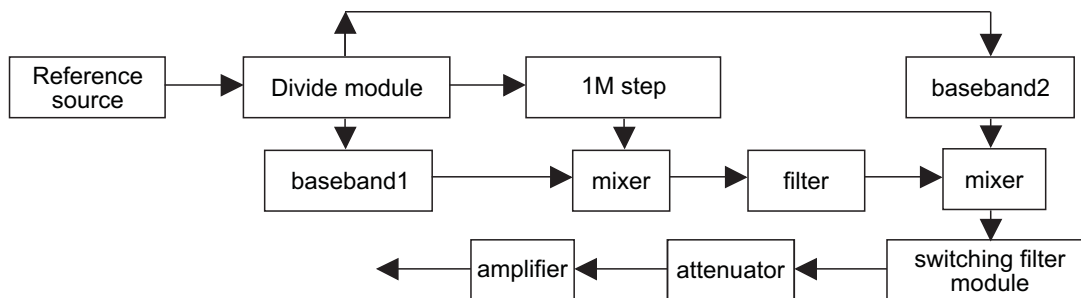 Reference
source
Divide module
1M step
baseband2
baseband1
mixer
filter
mixer
amplifier
attenuator
switching filter
module